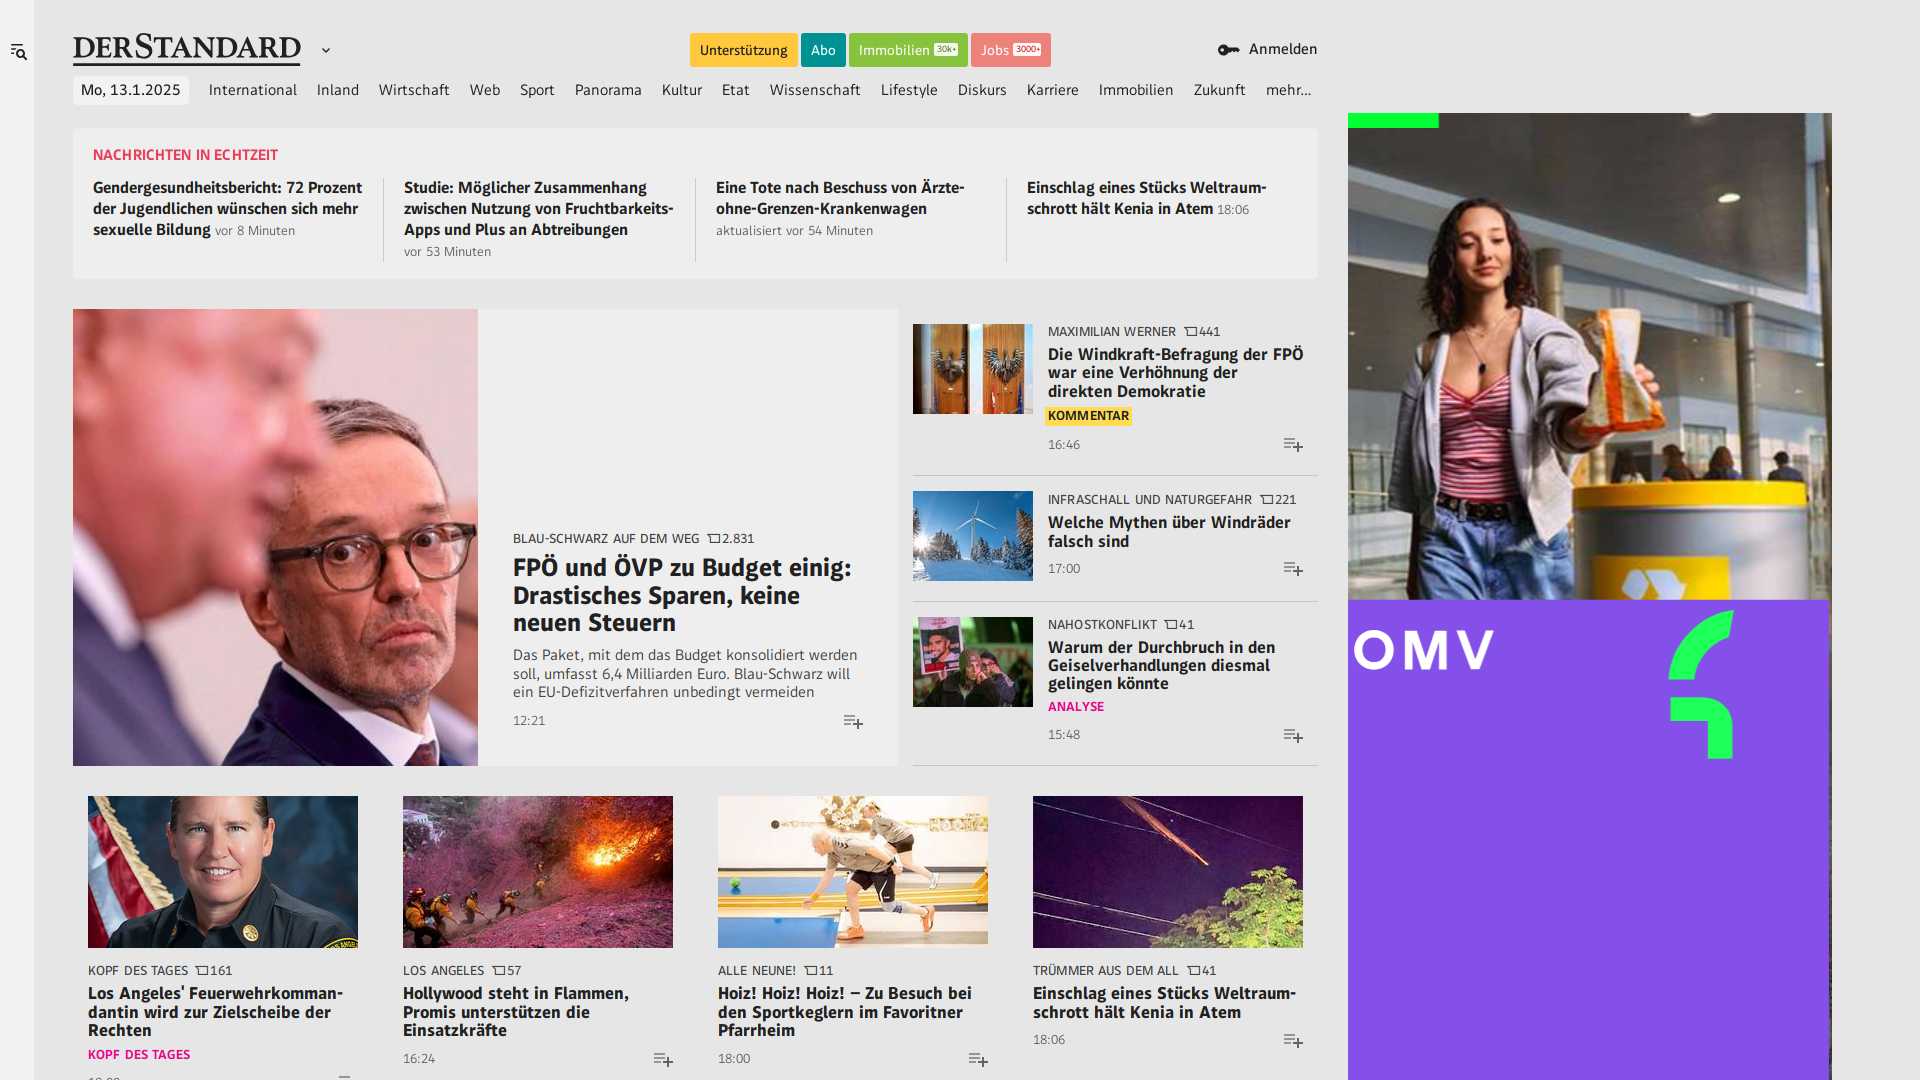 DERSTANDARD
Unterstützung Abo Immobilien 30k+ Jobs 3000+
Anmelden
Mo, 13.1.2025 International Inland Wirtschaft Web Sport Panorama Kultur Etat Wissenschaft Lifestyle Diskurs Karriere Immobilien Zukunft mehr...
NACHRICHTEN IN ECHTZEIT
Gendergesundheitsbericht: 72 Prozent
der Jugendlichen wünschen sich mehr
sexuelle Bildung vor 8 Minuten
Studie: Möglicher Zusammenhang
zwischen Nutzung von Fruchtbarkeits-
Apps und Plus an Abtreibungen
vor 53 Minuten
Eine Tote nach Beschuss von Ärzte-
ohne-Grenzen-Krankenwagen
aktualisiert vor 54 Minuten
Einschlag eines Stücks Weltraum-
schrott hält Kenia in Atem 18:06
BLAU-SCHWARZ AUF DEM WEG 2.831
FPÖ und ÖVP zu Budget einig:
Drastisches Sparen, keine
neuen Steuern
Das Paket, mit dem das Budget konsolidiert werden
soll, umfasst 6,4 Milliarden Euro. Blau-Schwarz will
ein EU-Defizitverfahren unbedingt vermeiden
12:21
MAXIMILIAN WERNER 441
Die Windkraft-Befragung der FPÖ
war eine Verhöhnung der
direkten Demokratie
KOMMENTAR
16:46
INFRASCHALL UND NATURGEFAHR 221
Welche Mythen über Windräder
falsch sind
17:00
NAHOSTKONFLIKT 41
Warum der Durchbruch in den
Geiselverhandlungen diesmal
gelingen könnte
ANALYSE
15:48
OMV
KOPF DES TAGES 161
Los Angeles' Feuerwehrkomman-
dantin wird zur Zielscheibe der
Rechten
KOPF DES TAGES
LOS ANGELES 57
Hollywood steht in Flammen,
Promis unterstützen die
Einsatzkräfte
16:24
ALLE NEUNE! 11
Hoiz! Hoiz! Hoiz! – Zu Besuch bei
den Sportkeglern im Favoritner
Pfarrheim
18:00
TRÜMMER AUS DEM ALL 41
Einschlag eines Stücks Weltraum-
schrott hält Kenia in Atem
18:06